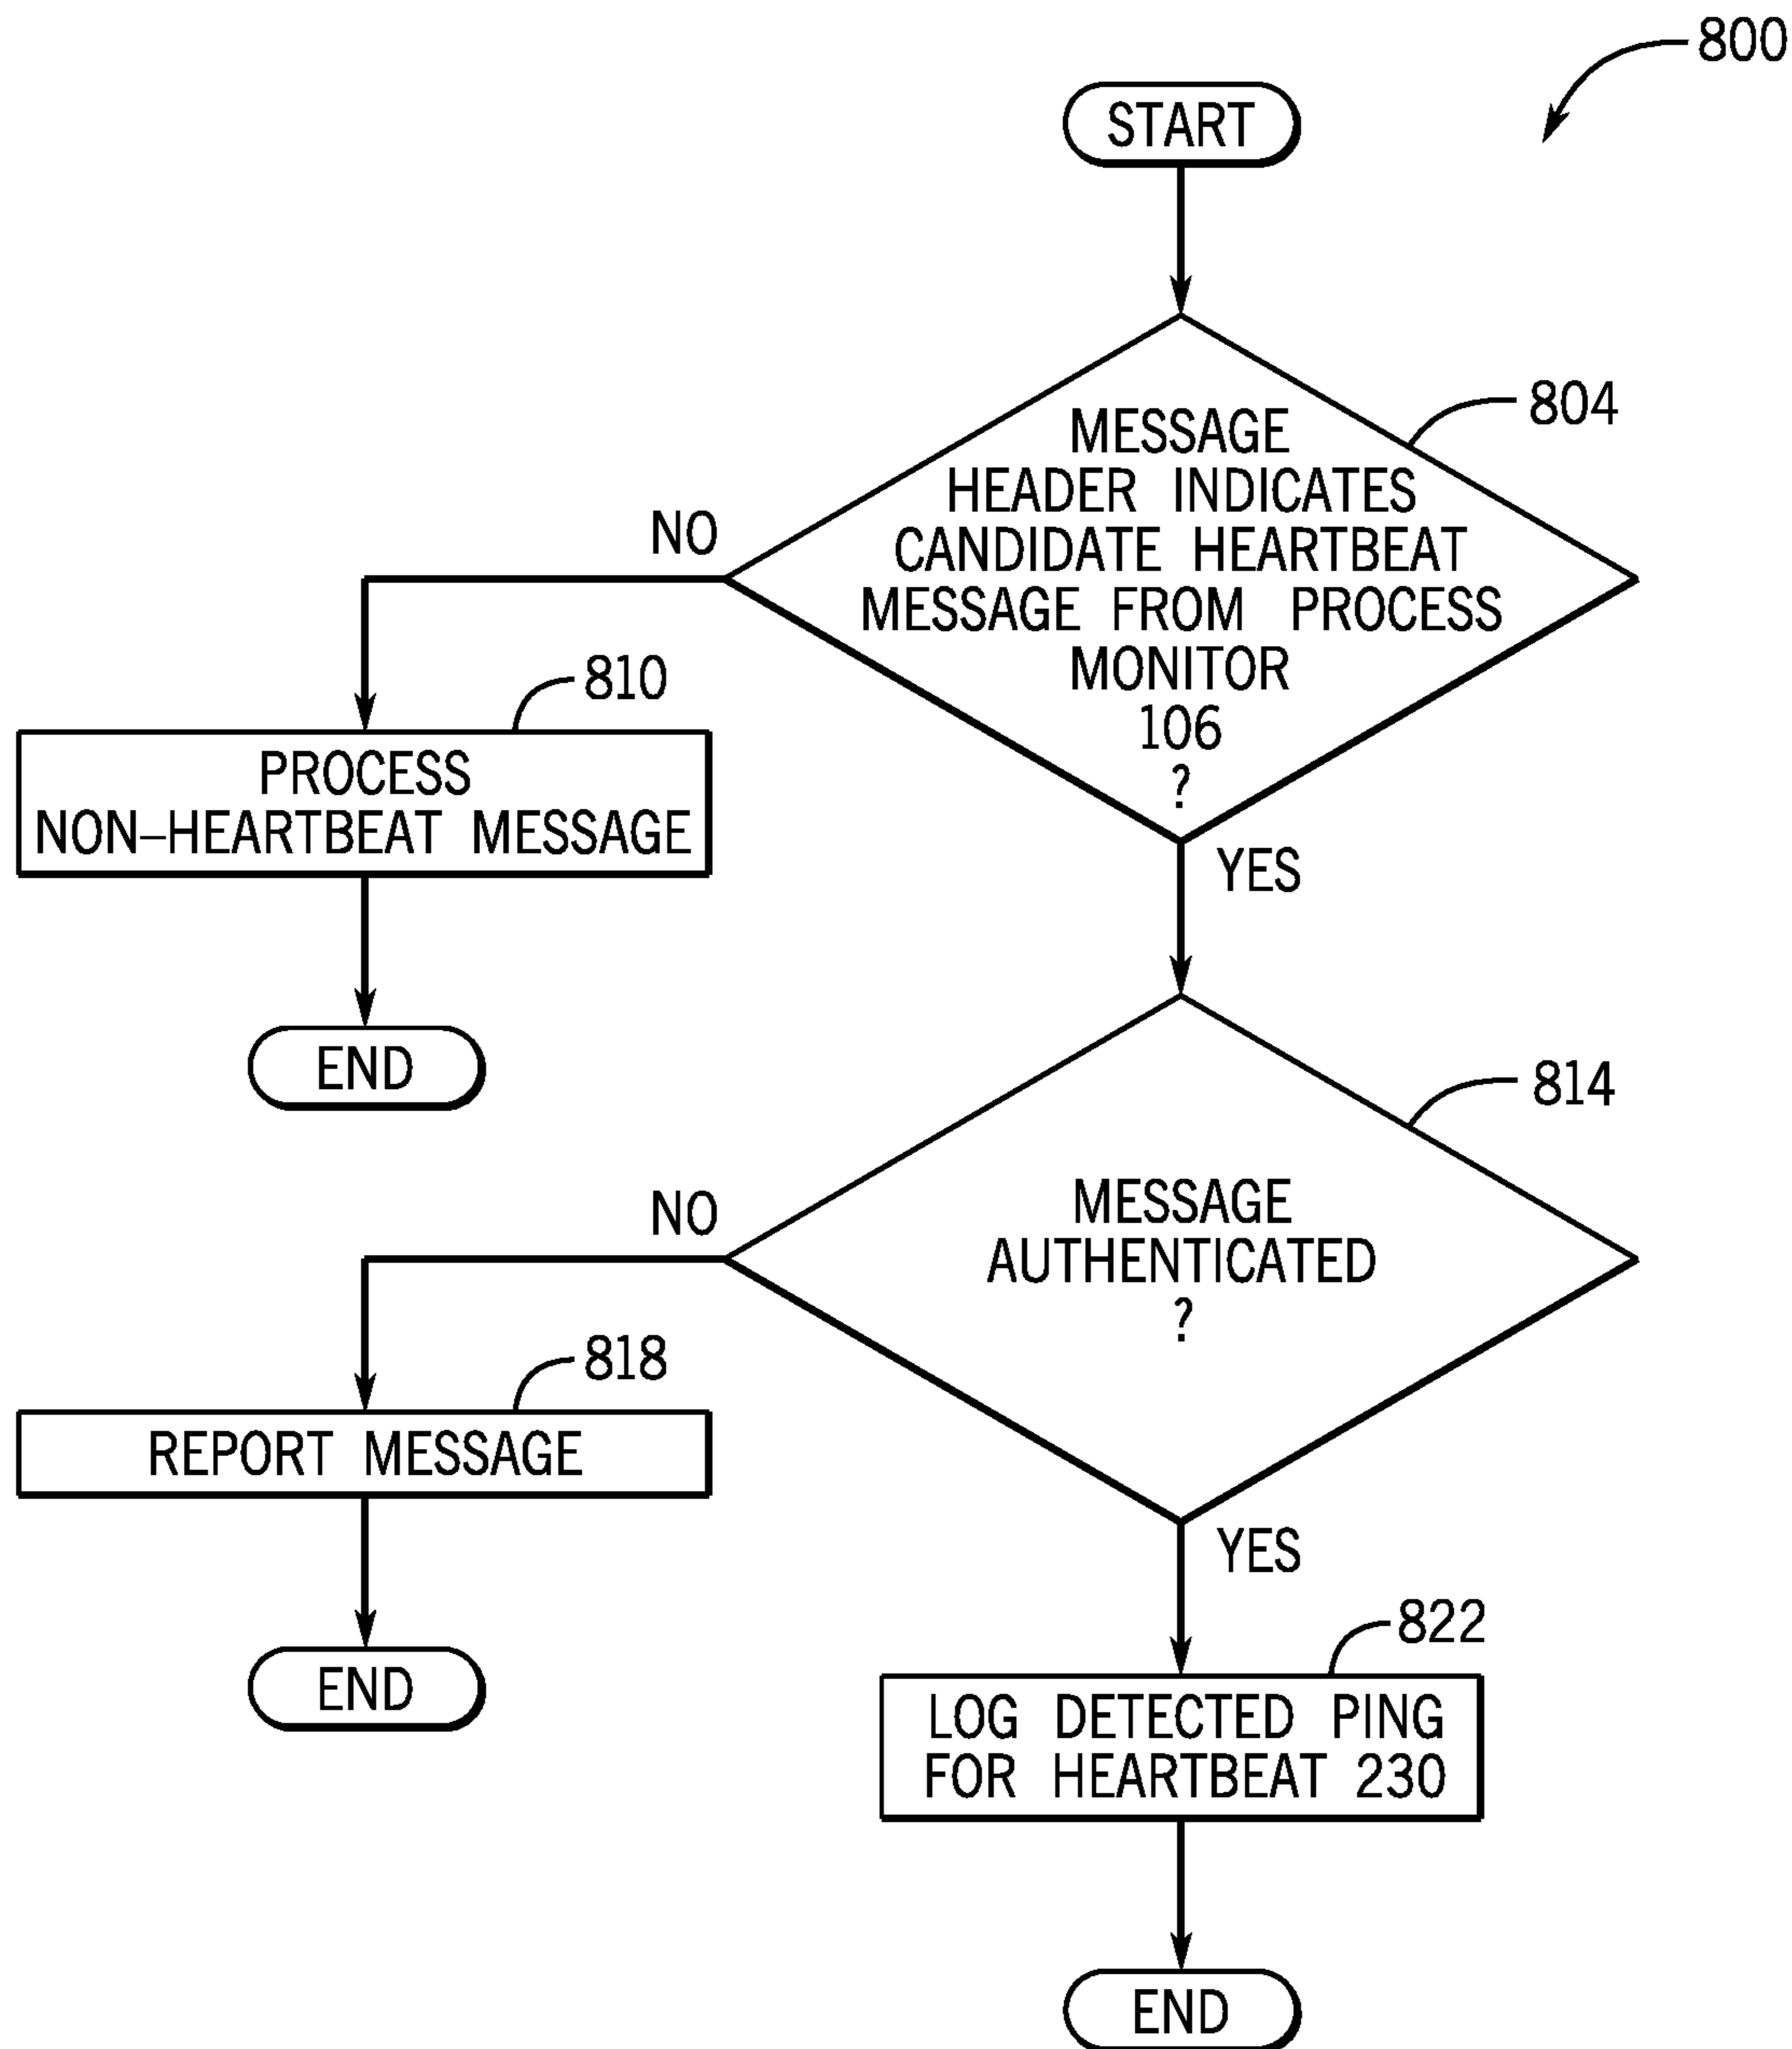 800
START
804
MESSAGE
HEADER INDICATES
CANDIDATE HEARTBEAT
MESSAGE FROM PROCESS
MONITOR
106
?
NO
810
PROCESS
NON–HEARTBEAT MESSAGE
YES
END
814
MESSAGE
AUTHENTICATED
?
NO
818
REPORT MESSAGE
YES
END
822
LOG DETECTED PING
FOR HEARTBEAT 230
END